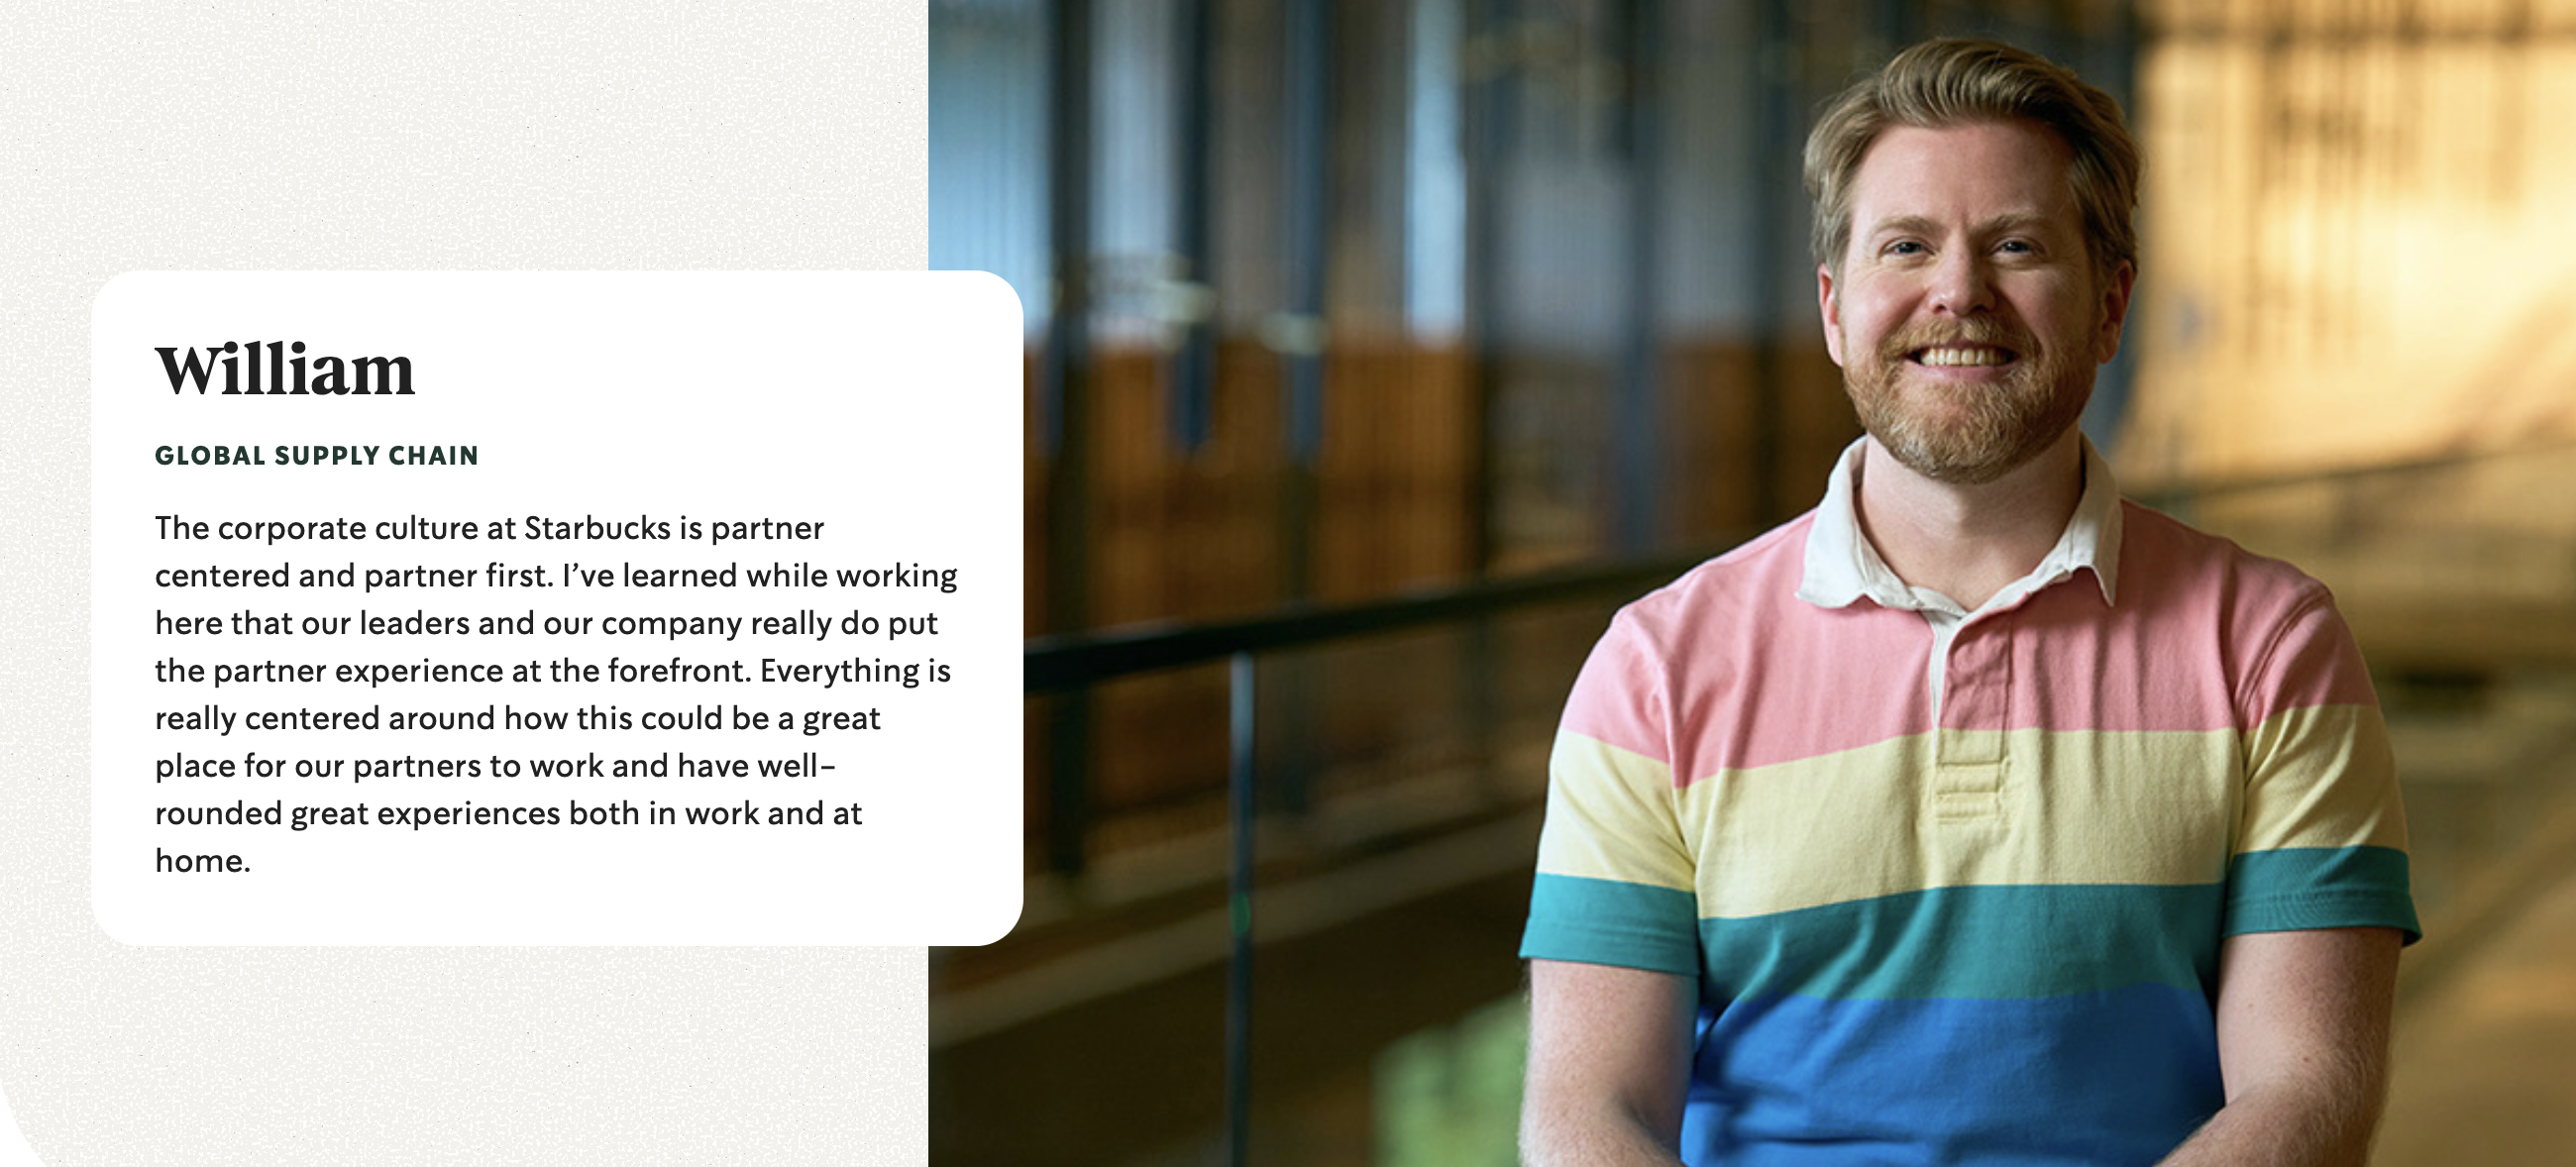 William
GLOBAL SUPPLY CHAIN
The corporate culture at Starbucks is partner
centered and partner first. I’ve learned while working
here that our leaders and our company really do put
the partner experience at the forefront. Everything is
really centered around how this could be a great
place for our partners to work and have well-
rounded great experiences both in work and at
home.